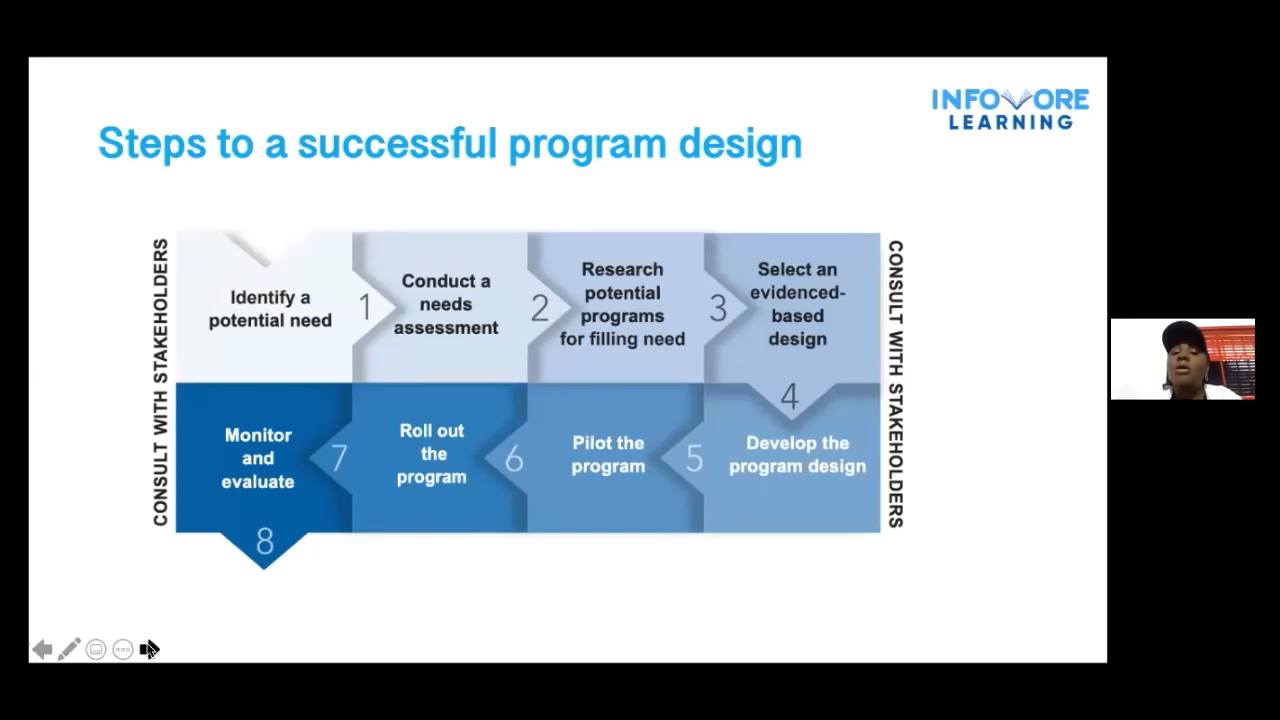 INFOVORE
LEARNING
Steps to a successful program design
CONSULT WITH STAKEHOLDERS
Identify a
potential need
1
Conduct a
needs
assessment
2
Research
potential
programs
for filling need
3
Select an
evidenced-
based
design
4
CONSULT WITH STAKEHOLDERS
Develop the
program design
5
Pilot the
program
6
Roll out
the
program
7
Monitor
and
evaluate
8